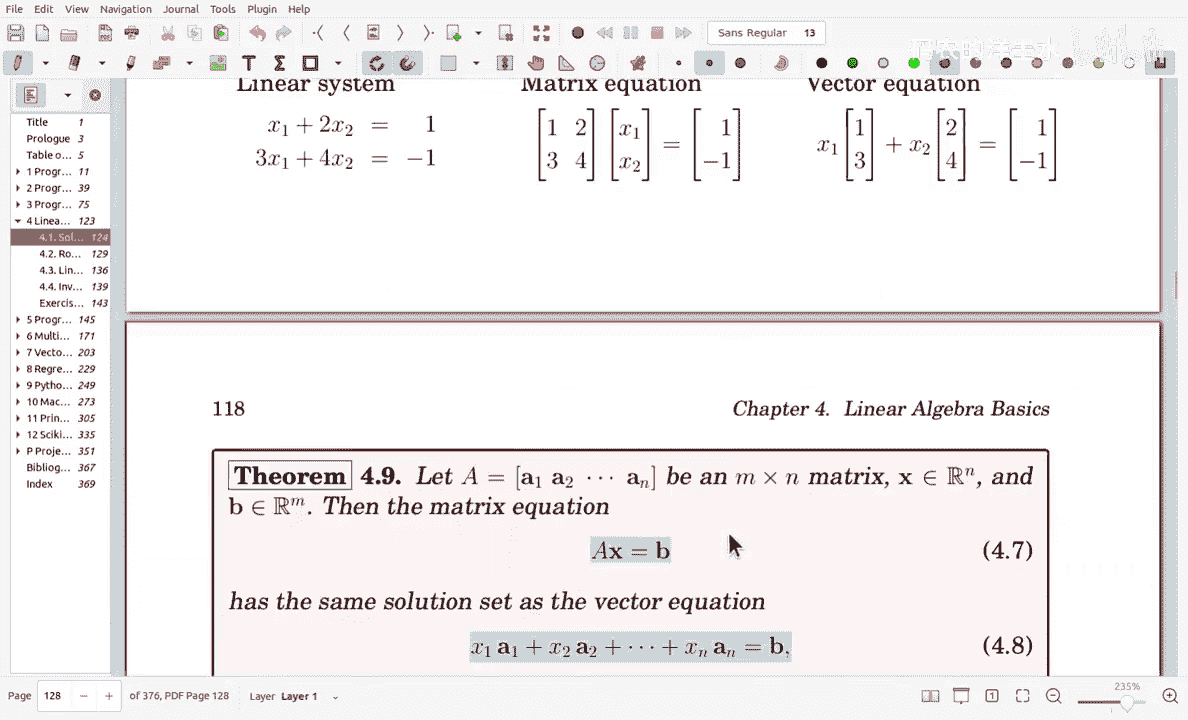 File Edit View Navigation Journal Tools Plugin Help
Sans Regular 13
Title 1
Prologue 3
Table o... 5
1 Progr... 11
2 Progr... 39
3 Progr... 75
4 Linea... 123
4.1. Sol... 124
4.2. Ro... 129
4.3. Lin... 136
4.4. Inv... 139
Exercis... 143
5 Progr... 145
6 Multi... 171
7 Vecto... 203
8 Regre... 229
9 Pytho... 249
10 Mac... 273
11 Prin... 305
12 Sciki... 335
P Proje... 351
Bibliog... 367
Index 369
Linear system Matrix equation Vector equation
x₁ + 2x₂ = 1
3x₁ + 4x₂ = −1
[1 2; 3 4] [x₁; x₂] = [1; −1]
x₁ [1; 3] + x₂ [2; 4] = [1; −1]
118 Chapter 4. Linear Algebra Basics
Theorem 4.9. Let A = [a₁ a₂ ⋯ aₙ] be an m × n matrix, x ∈ ℝⁿ, and
b ∈ ℝᵐ. Then the matrix equation
Ax = b (4.7)
has the same solution set as the vector equation
x₁ a₁ + x₂ a₂ + ⋯ + xₙ aₙ = b, (4.8)
Page 128 − + of 376, PDF Page 128 Layer Layer 1 235%